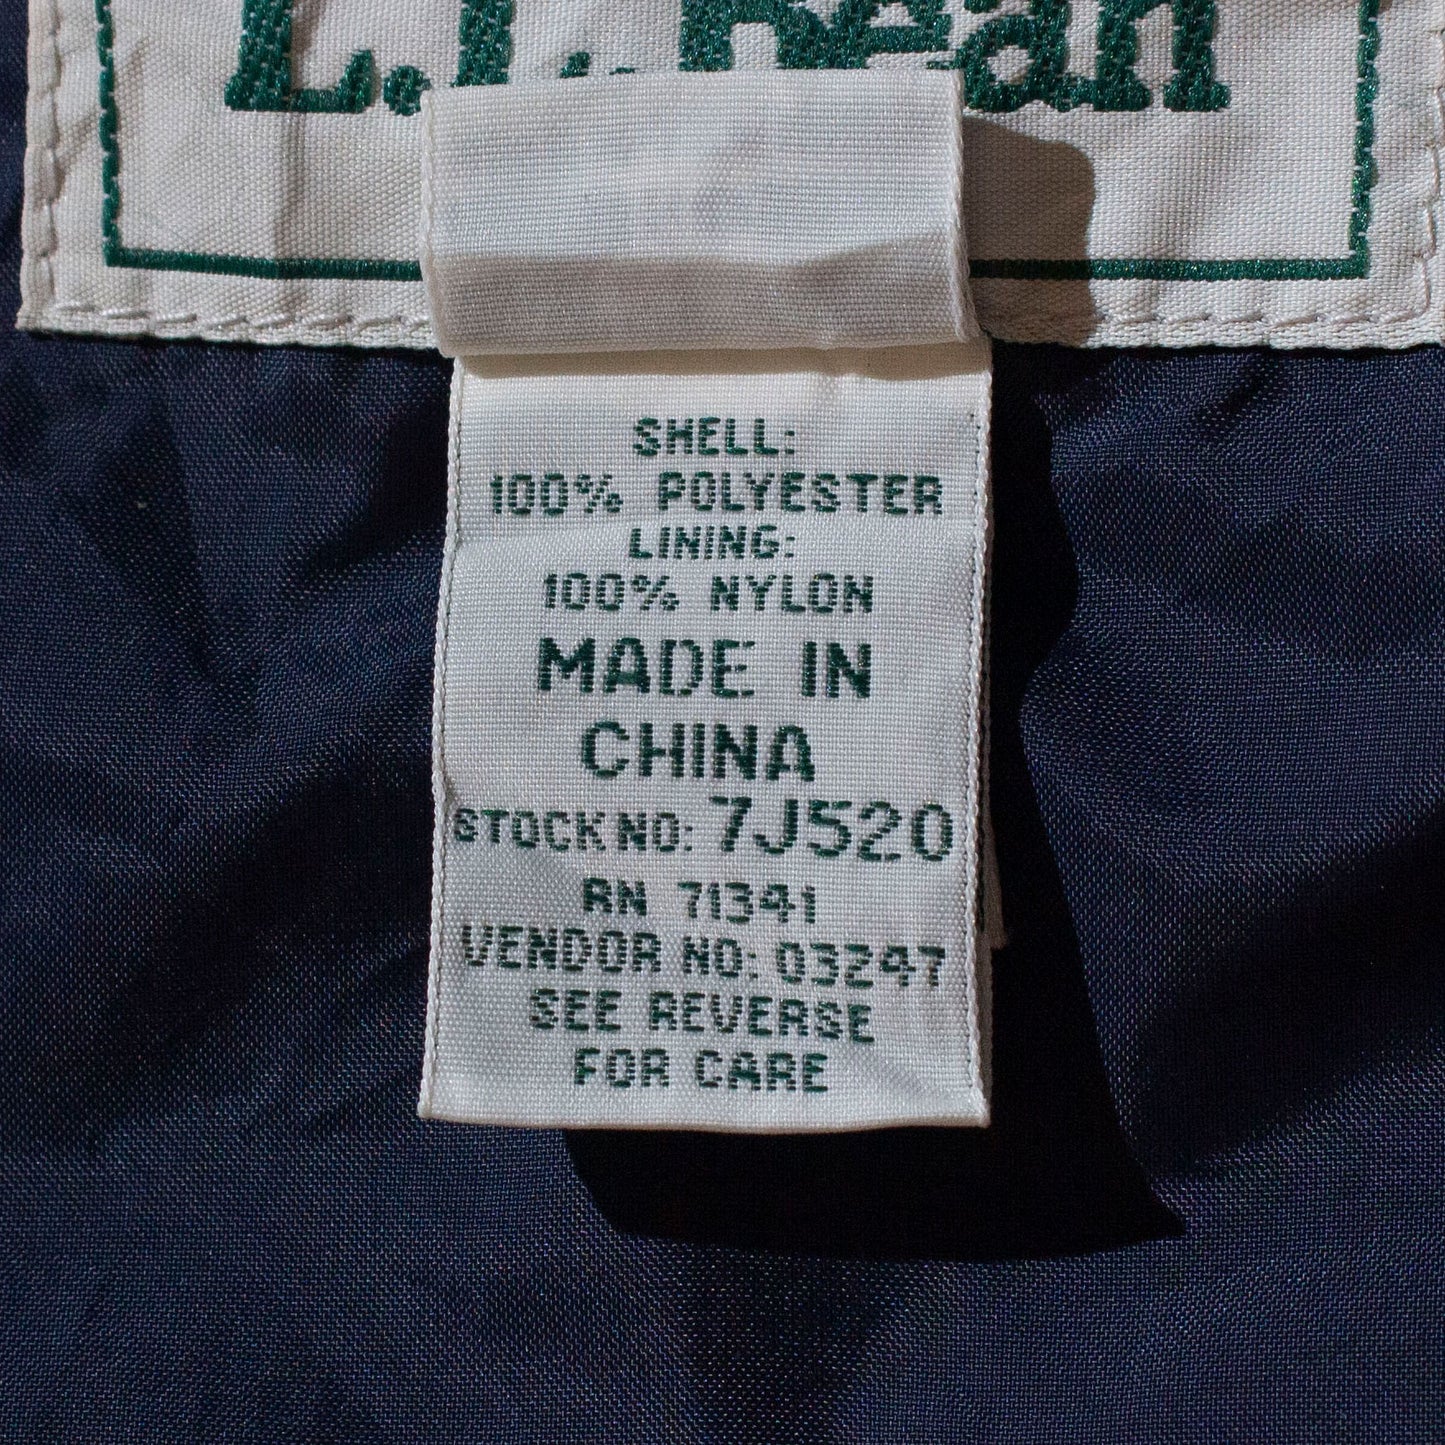 L.L.Bean
SHELL:
100% POLYESTER
LINING:
100% NYLON
MADE IN
CHINA
STOCK NO: 7J520
RN 71341
VENDOR NO: 03247
SEE REVERSE
FOR CARE